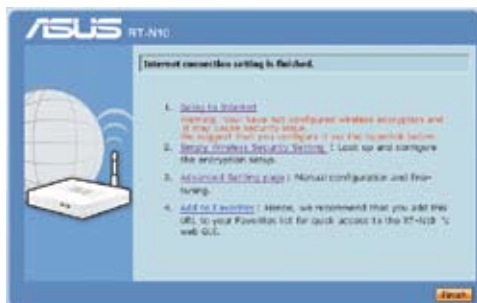 ASUS RT-N10
Internet connection setting is finished.
1. Going to Internet
Warning: Your have not configured wireless encryption and
it may cause security issue.
We suggest that you configure it via the hyperlink below.
2. Simply Wireless Security Setting : Look up and configure
the encryption setup.
3. Advanced Setting page : Manual configuration and fine-
tuning.
4. Add to Favorites : Hence, we recommend that you add this
URL to your Favorites list for quick access to the RT-N10 's
web GUI.
Finish